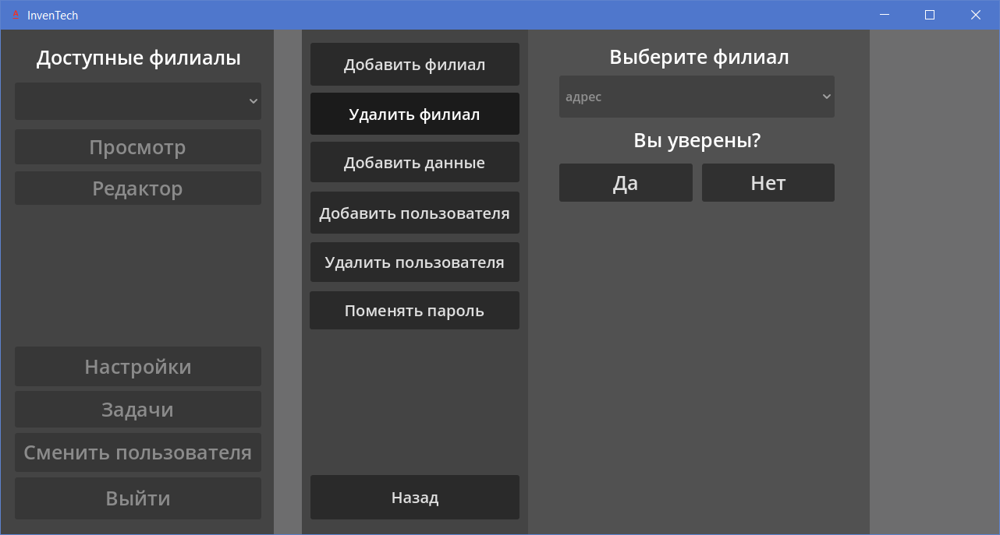 InvenTech
Доступные филиалы
Просмотр
Редактор
Настройки
Задачи
Сменить пользователя
Выйти
Добавить филиал
Удалить филиал
Добавить данные
Добавить пользователя
Удалить пользователя
Поменять пароль
Назад
Выберите филиал
адрес
Вы уверены?
Да
Нет